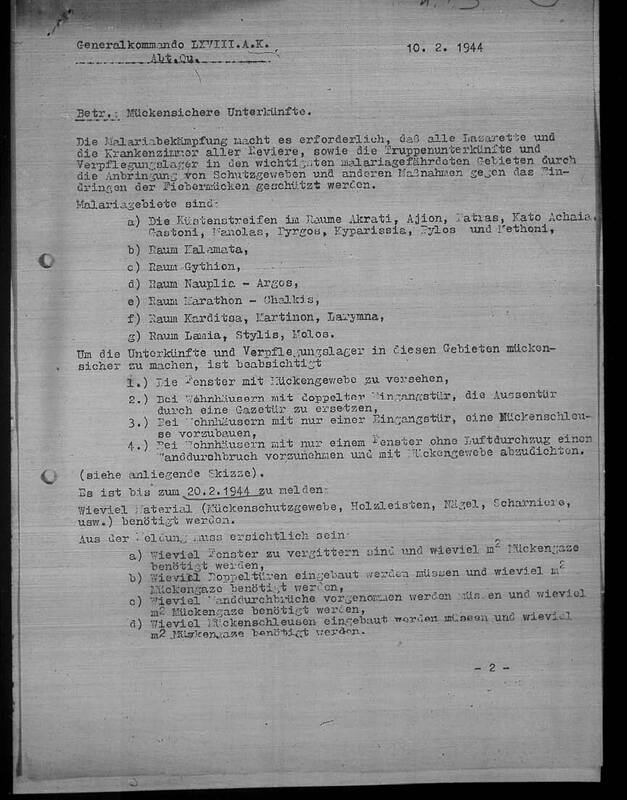 Generalkommando LXVIII.A.K.
Abt.Qu.
10. 2. 1944
Betr.: Mückensichere Unterkünfte.
Die Malariabekämpfung macht es erforderlich, daß alle Lazarette und
die Krankenzimmer aller Reviere, sowie die Truppenunterkünfte und
Verpflegungslager in den wichtigsten malariagefährdeten Gebieten durch
die Anbringung von Schutzgeweben und anderen Maßnahmen gegen das Ein-
dringen der Fiebermücken geschützt werden.
Malariagebiete sind:
a) Die Küstenstreifen im Raume Akrati, Ajion, Patras, Kato Achaia,
Gastoni, Manolas, Pyrgos, Kyparissia, Pylos und Methoni,
b) Raum Kalamata,
c) Raum Gythion,
d) Raum Nauplia - Argos,
e) Raum Marathon - Chalkis,
f) Raum Karditsa, Martinon, Larymna,
g) Raum Lamia, Stylis, Molos.
Um die Unterkünfte und Verpflegungslager in diesen Gebieten mücken-
sicher zu machen, ist beabsichtigt
1.) Die Fenster mit Mückengewebe zu versehen,
2.) Bei Wohnhäusern mit doppelter Eingangstür, die Aussentür
durch eine Gazetür zu ersetzen,
3.) Bei Wohnhäusern mit nur einer Eingangstür, eine Mückenschleu-
se vorzubauen,
4.) Bei Wohnhäusern mit nur einem Fenster ohne Luftdurchzug einen
Wanddurchbruch vorzunehmen und mit Mückengewebe abzudichten.
(siehe anliegende Skizze).
Es ist bis zum 20.2.1944 zu melden:
Wieviel Material (Mückenschutzgewebe, Holzleisten, Nägel, Scharniere,
usw.) benötigt werden.
Aus der Meldung muss ersichtlich sein:
a) Wieviel Fenster zu vergittern sind und wieviel m² Mückengaze
benötigt werden,
b) Wieviel Doppeltüren eingebaut werden müssen und wieviel m²
Mückengaze benötigt werden,
c) Wieviel Wanddurchbrüche vorgenommen werden müssen und wieviel
m² Mückengaze benötigt werden,
d) Wieviel Mückenschleusen eingebaut werden müssen und wieviel
m² Mückengaze benötigt werden.
- 2 -